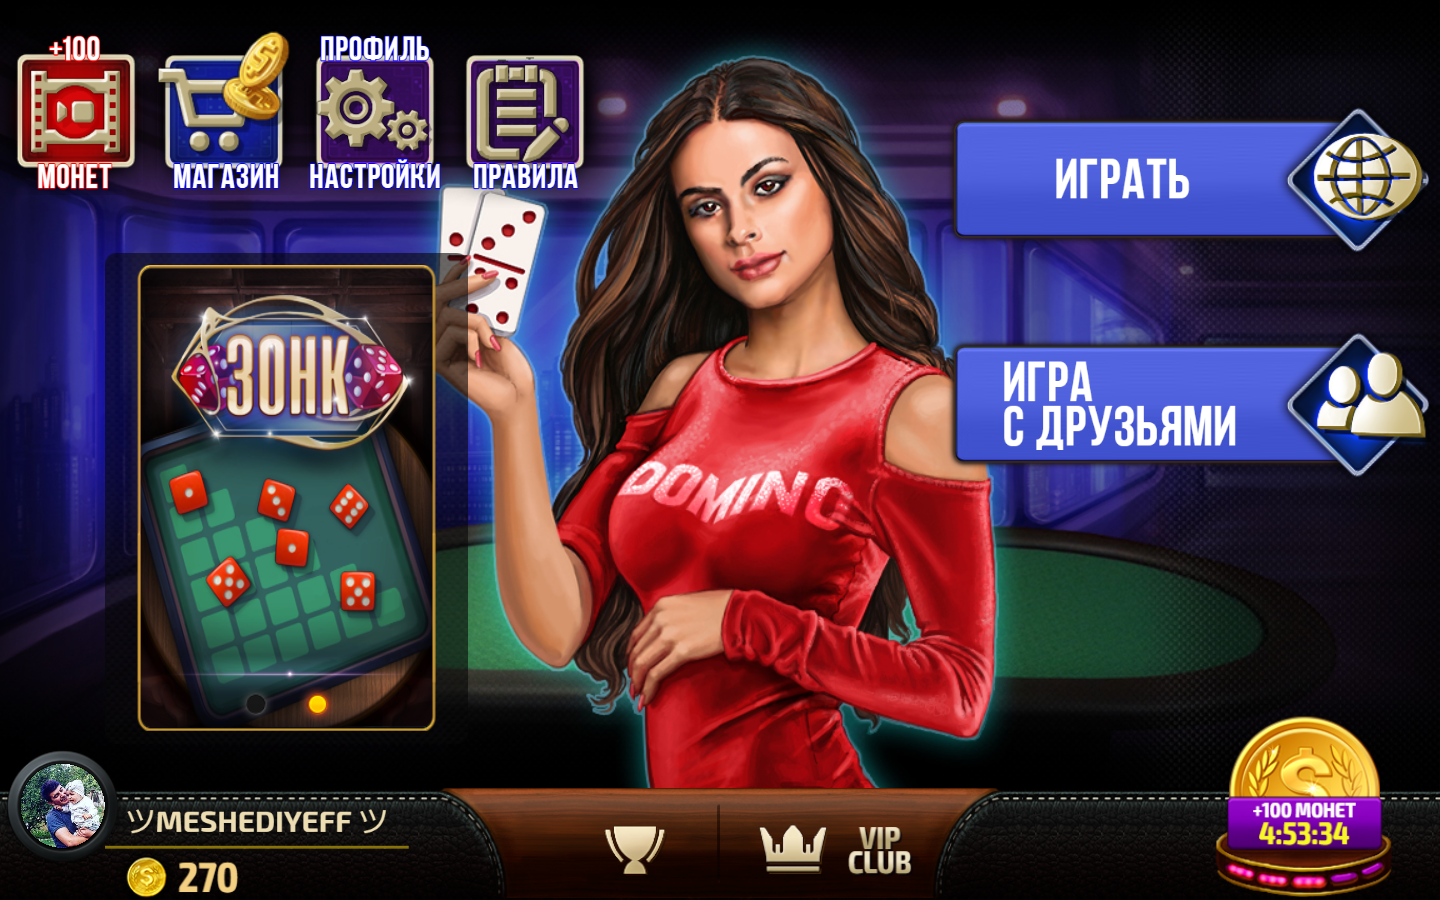 +100
МОНЕТ
МАГАЗИН
ПРОФИЛЬ
НАСТРОЙКИ
ПРАВИЛА
ИГРАТЬ
ИГРА
С ДРУЗЬЯМИ
ЗОНК
DOMINO
ツMESHEDIYEFF ツ
270
VIP
CLUB
+100 МОНЕТ
4:53:34